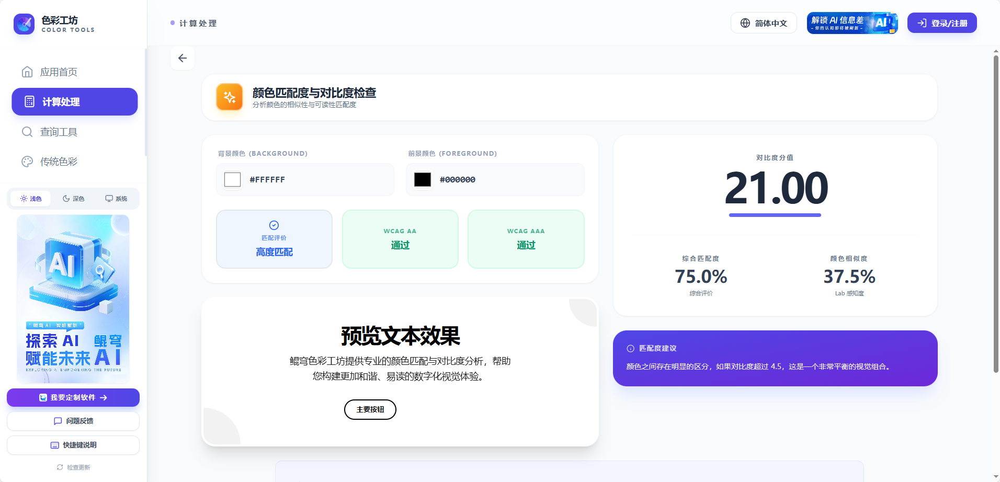 色彩工坊
COLOR TOOLS
应用首页
计算处理
查询工具
传统色彩
浅色
深色
系统
AI
"鲲穹 AI 智能赋新"
探索 AI 鲲穹
赋能未来 AI
EXPLORING AI EMPOWERING THE FUTURE
我要定制软件
问题反馈
快捷键说明
检查更新
计算处理
简体中文
解锁 AI 信息差
- 你的认知即将被刷新 -
AI
登录/注册
颜色匹配度与对比度检查
分析颜色的相似性与可读性匹配度
背景颜色 (BACKGROUND)
#FFFFFF
前景颜色 (FOREGROUND)
#000000
匹配评价
高度匹配
WCAG AA
通过
WCAG AAA
通过
预览文本效果
鲲穹色彩工坊提供专业的颜色匹配与对比度分析，帮助
您构建更加和谐、易读的数字化视觉体验。
主要按钮
对比度分值
21.00
综合匹配度
75.0%
综合评价
颜色相似度
37.5%
Lab 感知度
匹配度建议
颜色之间存在明显的区分，如果对比度超过 4.5，这是一个非常平衡的视觉组合。